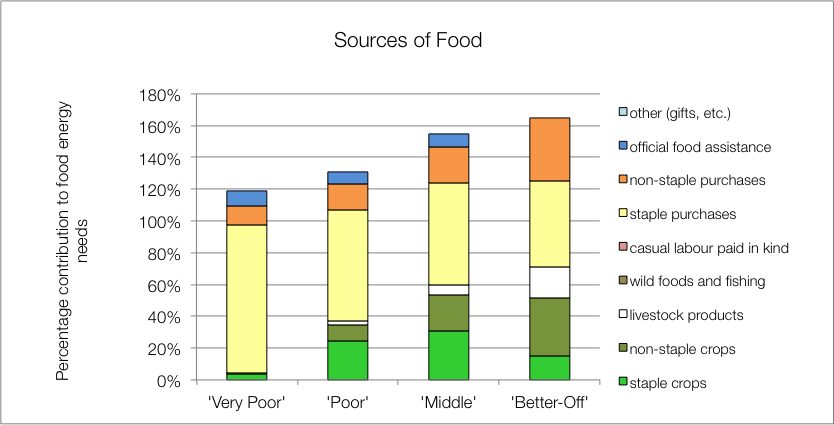 Sources of Food
Percentage contribution to food energy
needs
180%
160%
140%
120%
100%
80%
60%
40%
20%
0%
'Very Poor'
'Poor'
'Middle'
'Better-Off'
other (gifts, etc.)
official food assistance
non-staple purchases
staple purchases
casual labour paid in kind
wild foods and fishing
livestock products
non-staple crops
staple crops